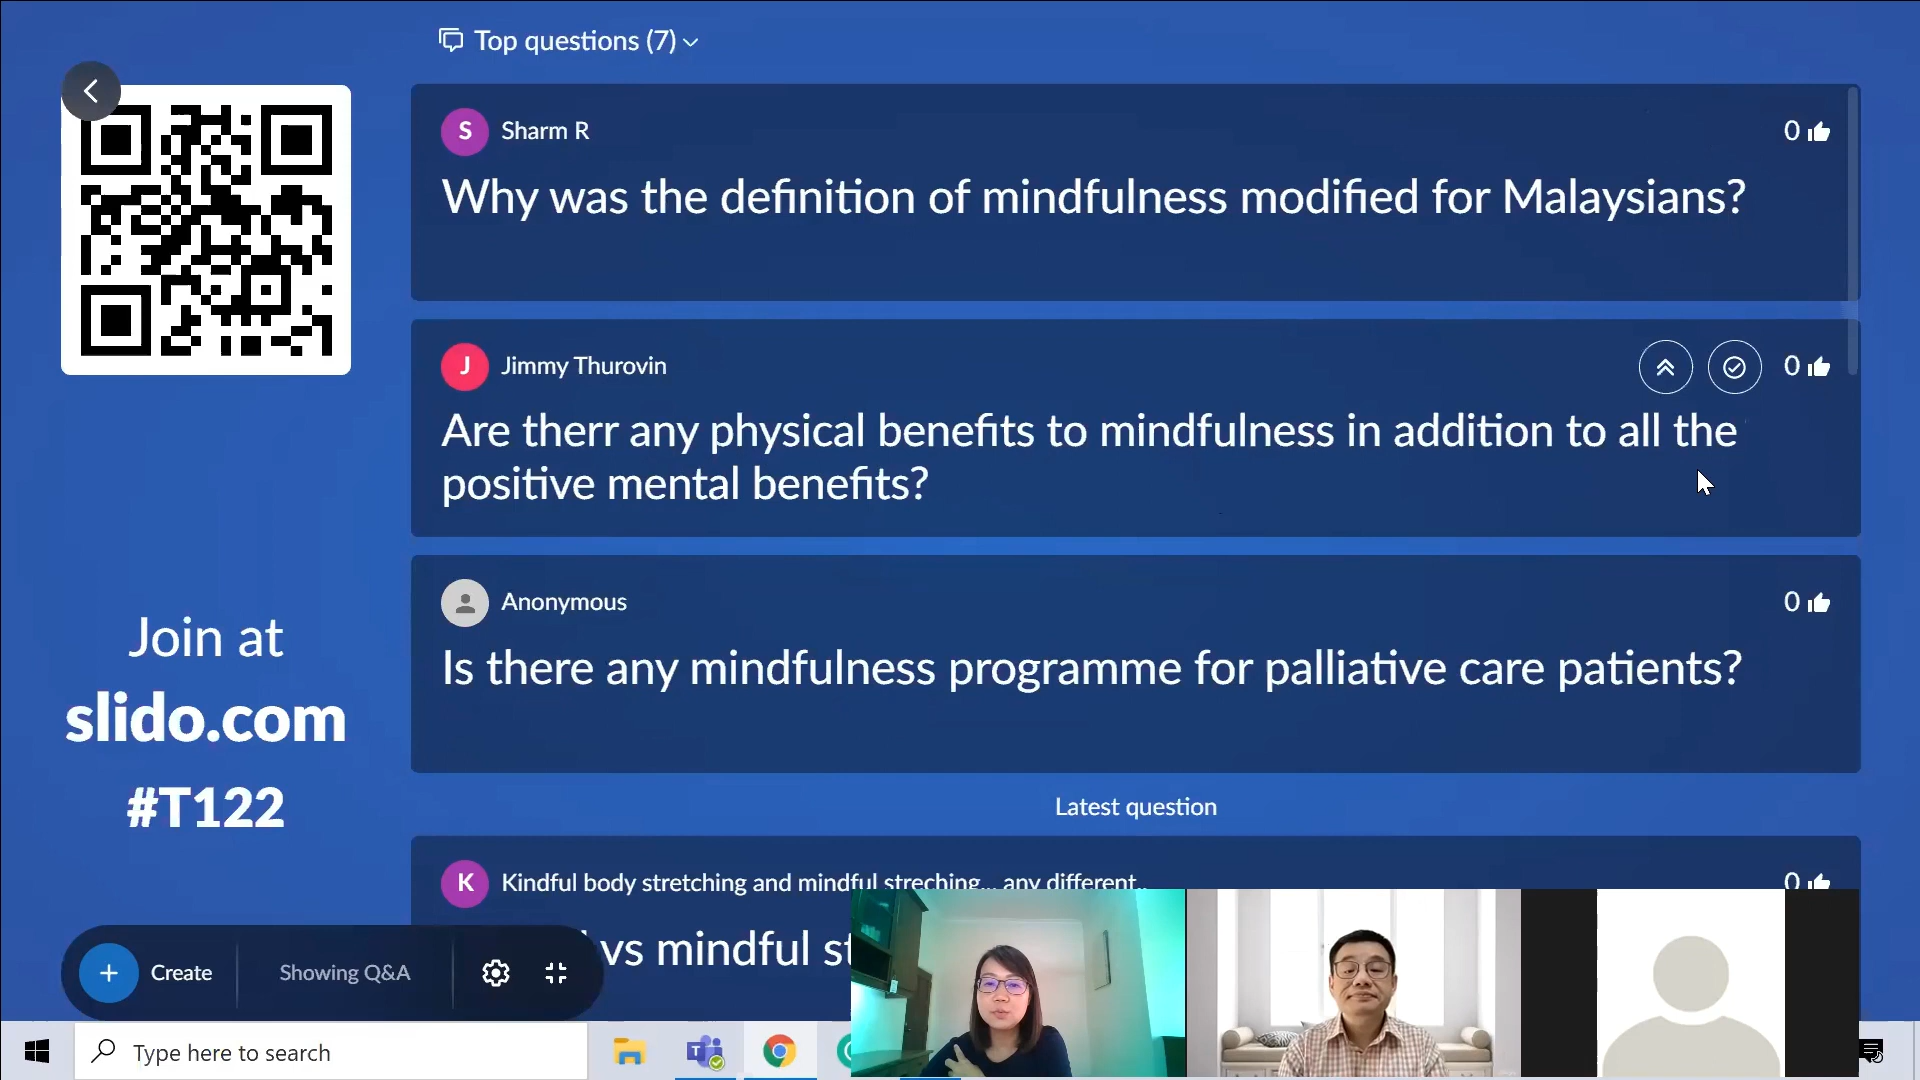 Top questions (7)
S Sharm R 0
Why was the definition of mindfulness modified for Malaysians?
J Jimmy Thurovin 0
Are therr any physical benefits to mindfulness in addition to all the
positive mental benefits?
Anonymous 0
Is there any mindfulness programme for palliative care patients?
Latest question
K Kindful body stretching and mindful streching... any different.. 0
vs mindful
Join at
slido.com
#T122
Create
Showing Q&A
Type here to search